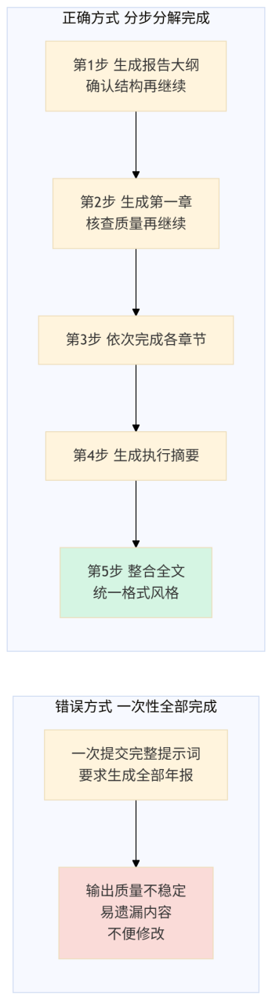 正确方式 分步分解完成
第1步 生成报告大纲
确认结构再继续
第2步 生成第一章
核查质量再继续
第3步 依次完成各章节
第4步 生成执行摘要
第5步 整合全文
统一格式风格
错误方式 一次性全部完成
一次提交完整提示词
要求生成全部年报
输出质量不稳定
易遗漏内容
不便修改